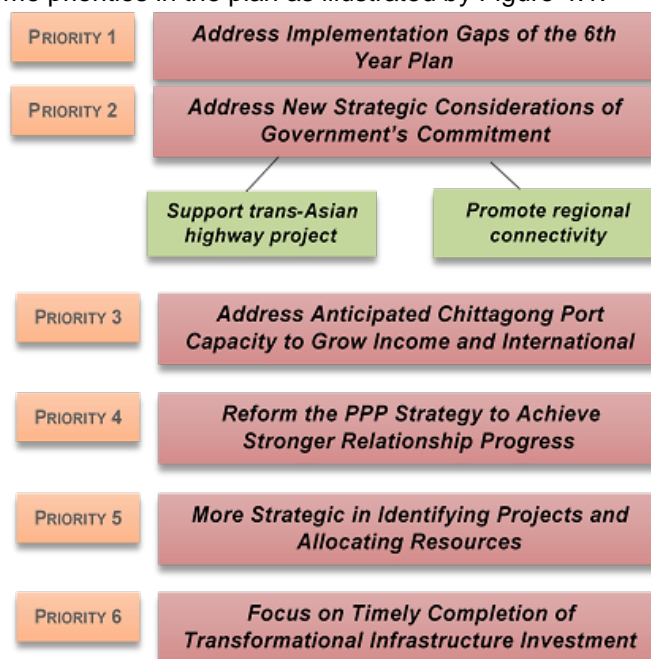 priorities in the plan as illustrated by Figure
PRIORITY 1
Address Implementation Gaps of the 6th
Year Plan
PRIORITY 2
Address New Strategic Considerations of
Government's Commitment
Support trans-Asian
highway project
Promote regional
connectivity
PRIORITY 3
Address Anticipated Chittagong Port
Capacity to Grow Income and International
PRIORITY 4
Reform the PPP Strategy to Achieve
Stronger Relationship Progress
PRIORITY 5
More Strategic in Identifying Projects and
Allocating Resources
PRIORITY 6
Focus on Timely Completion of
Transformational Infrastructure Investment